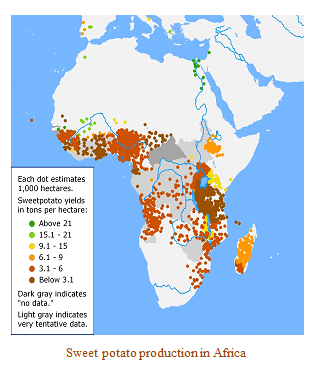 Each dot estimates
1,000 hectares.
Sweetpotato yields
in tons per hectare:
Above 21
15.1 - 21
9.1 - 15
6.1 - 9
3.1 - 6
Below 3.1
Dark gray indicates
"no data."
Light gray indicates
very tentative data.
Sweet potato production in Africa